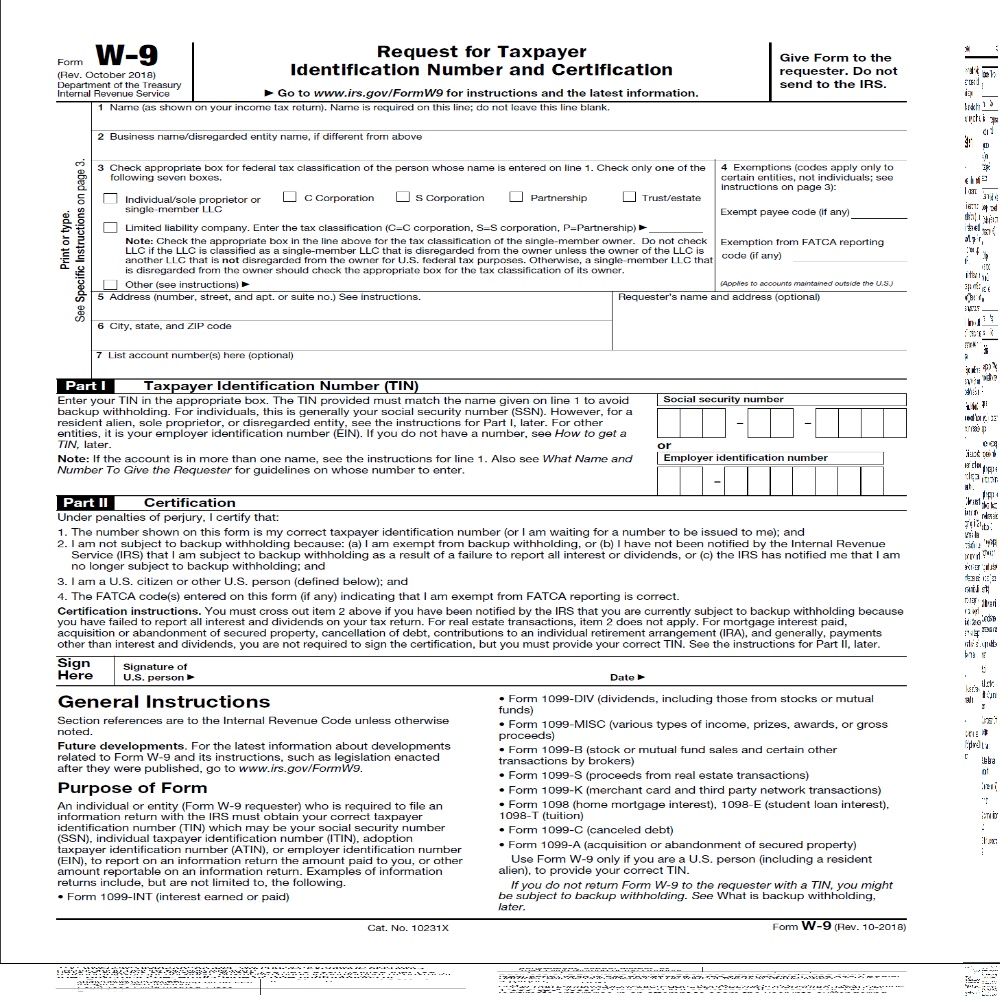 Form W-9
(Rev. October 2018)
Department of the Treasury
Internal Revenue Service
Request for Taxpayer
Identification Number and Certification
► Go to www.irs.gov/FormW9 for instructions and the latest information.
Give Form to the
requester. Do not
send to the IRS.
Print or type.
See Specific Instructions on page 3.
1 Name (as shown on your income tax return). Name is required on this line; do not leave this line blank.
2 Business name/disregarded entity name, if different from above
3 Check appropriate box for federal tax classification of the person whose name is entered on line 1. Check only one of the
following seven boxes.
Individual/sole proprietor or
single-member LLC
C Corporation
S Corporation
Partnership
Trust/estate
Limited liability company. Enter the tax classification (C=C corporation, S=S corporation, P=Partnership) ►
Note: Check the appropriate box in the line above for the tax classification of the single-member owner. Do not check
LLC if the LLC is classified as a single-member LLC that is disregarded from the owner unless the owner of the LLC is
another LLC that is not disregarded from the owner for U.S. federal tax purposes. Otherwise, a single-member LLC that
is disregarded from the owner should check the appropriate box for the tax classification of its owner.
Other (see instructions) ►
4 Exemptions (codes apply only to
certain entities, not individuals; see
instructions on page 3):
Exempt payee code (if any)
Exemption from FATCA reporting
code (if any)
(Applies to accounts maintained outside the U.S.)
5 Address (number, street, and apt. or suite no.) See instructions.
Requester's name and address (optional)
6 City, state, and ZIP code
7 List account number(s) here (optional)
Part I Taxpayer Identification Number (TIN)
Enter your TIN in the appropriate box. The TIN provided must match the name given on line 1 to avoid
backup withholding. For individuals, this is generally your social security number (SSN). However, for a
resident alien, sole proprietor, or disregarded entity, see the instructions for Part I, later. For other
entities, it is your employer identification number (EIN). If you do not have a number, see How to get a
TIN, later.
Note: If the account is in more than one name, see the instructions for line 1. Also see What Name and
Number To Give the Requester for guidelines on whose number to enter.
Social security number
– –
or
Employer identification number
–
Part II Certification
Under penalties of perjury, I certify that:
1. The number shown on this form is my correct taxpayer identification number (or I am waiting for a number to be issued to me); and
2. I am not subject to backup withholding because: (a) I am exempt from backup withholding, or (b) I have not been notified by the Internal Revenue
Service (IRS) that I am subject to backup withholding as a result of a failure to report all interest or dividends, or (c) the IRS has notified me that I am
no longer subject to backup withholding; and
3. I am a U.S. citizen or other U.S. person (defined below); and
4. The FATCA code(s) entered on this form (if any) indicating that I am exempt from FATCA reporting is correct.
Certification instructions. You must cross out item 2 above if you have been notified by the IRS that you are currently subject to backup withholding because
you have failed to report all interest and dividends on your tax return. For real estate transactions, item 2 does not apply. For mortgage interest paid,
acquisition or abandonment of secured property, cancellation of debt, contributions to an individual retirement arrangement (IRA), and generally, payments
other than interest and dividends, you are not required to sign the certification, but you must provide your correct TIN. See the instructions for Part II, later.
Sign
Here
Signature of
U.S. person ►
Date ►
General Instructions
Section references are to the Internal Revenue Code unless otherwise
noted.
Future developments. For the latest information about developments
related to Form W-9 and its instructions, such as legislation enacted
after they were published, go to www.irs.gov/FormW9.
Purpose of Form
An individual or entity (Form W-9 requester) who is required to file an
information return with the IRS must obtain your correct taxpayer
identification number (TIN) which may be your social security number
(SSN), individual taxpayer identification number (ITIN), adoption
taxpayer identification number (ATIN), or employer identification number
(EIN), to report on an information return the amount paid to you, or other
amount reportable on an information return. Examples of information
returns include, but are not limited to, the following.
• Form 1099-INT (interest earned or paid)
• Form 1099-DIV (dividends, including those from stocks or mutual
funds)
• Form 1099-MISC (various types of income, prizes, awards, or gross
proceeds)
• Form 1099-B (stock or mutual fund sales and certain other
transactions by brokers)
• Form 1099-S (proceeds from real estate transactions)
• Form 1099-K (merchant card and third party network transactions)
• Form 1098 (home mortgage interest), 1098-E (student loan interest),
1098-T (tuition)
• Form 1099-C (canceled debt)
• Form 1099-A (acquisition or abandonment of secured property)
Use Form W-9 only if you are a U.S. person (including a resident
alien), to provide your correct TIN.
If you do not return Form W-9 to the requester with a TIN, you might
be subject to backup withholding. See What is backup withholding,
later.
Cat. No. 10231X
Form W-9 (Rev. 10-2018)